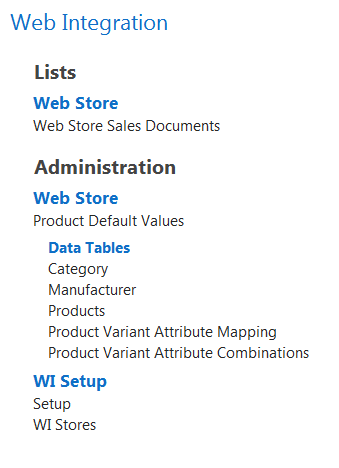 Web Integration
Lists
Web Store
Web Store Sales Documents
Administration
Web Store
Product Default Values
Data Tables
Category
Manufacturer
Products
Product Variant Attribute Mapping
Product Variant Attribute Combinations
WI Setup
Setup
WI Stores